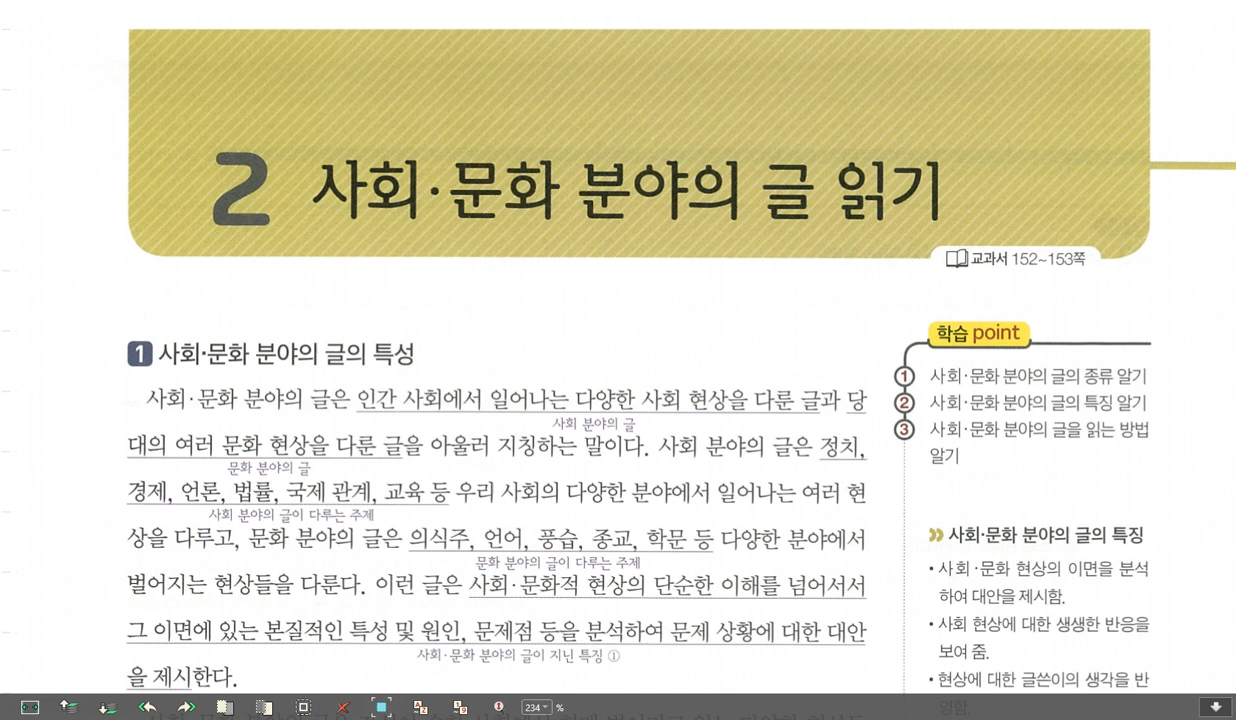 2 사회·문화 분야의 글 읽기
교과서 152~153쪽
1 사회·문화 분야의 글의 특성
사회·문화 분야의 글은 인간 사회에서 일어나는 다양한 사회 현상을 다룬 글과 당
사회 분야의 글
대의 여러 문화 현상을 다룬 글을 아울러 지칭하는 말이다. 사회 분야의 글은 정치,
문화 분야의 글
경제, 언론, 법률, 국제 관계, 교육 등 우리 사회의 다양한 분야에서 일어나는 여러 현
사회 분야의 글이 다루는 주제
상을 다루고, 문화 분야의 글은 의식주, 언어, 풍습, 종교, 학문 등 다양한 분야에서
문화 분야의 글이 다루는 주제
벌어지는 현상들을 다룬다. 이런 글은 사회·문화적 현상의 단순한 이해를 넘어서서
그 이면에 있는 본질적인 특성 및 원인, 문제점 등을 분석하여 문제 상황에 대한 대안
사회·문화 분야의 글이 지닌 특징 ①
을 제시한다.
학습 point
1 사회·문화 분야의 글의 종류 알기
2 사회·문화 분야의 글의 특징 알기
3 사회·문화 분야의 글을 읽는 방법
알기
» 사회·문화 분야의 글의 특징
• 사회·문화 현상의 이면을 분석
하여 대안을 제시함.
• 사회 현상에 대한 생생한 반응을
보여 줌.
• 현상에 대한 글쓴이의 생각을 반
영함.
234 %